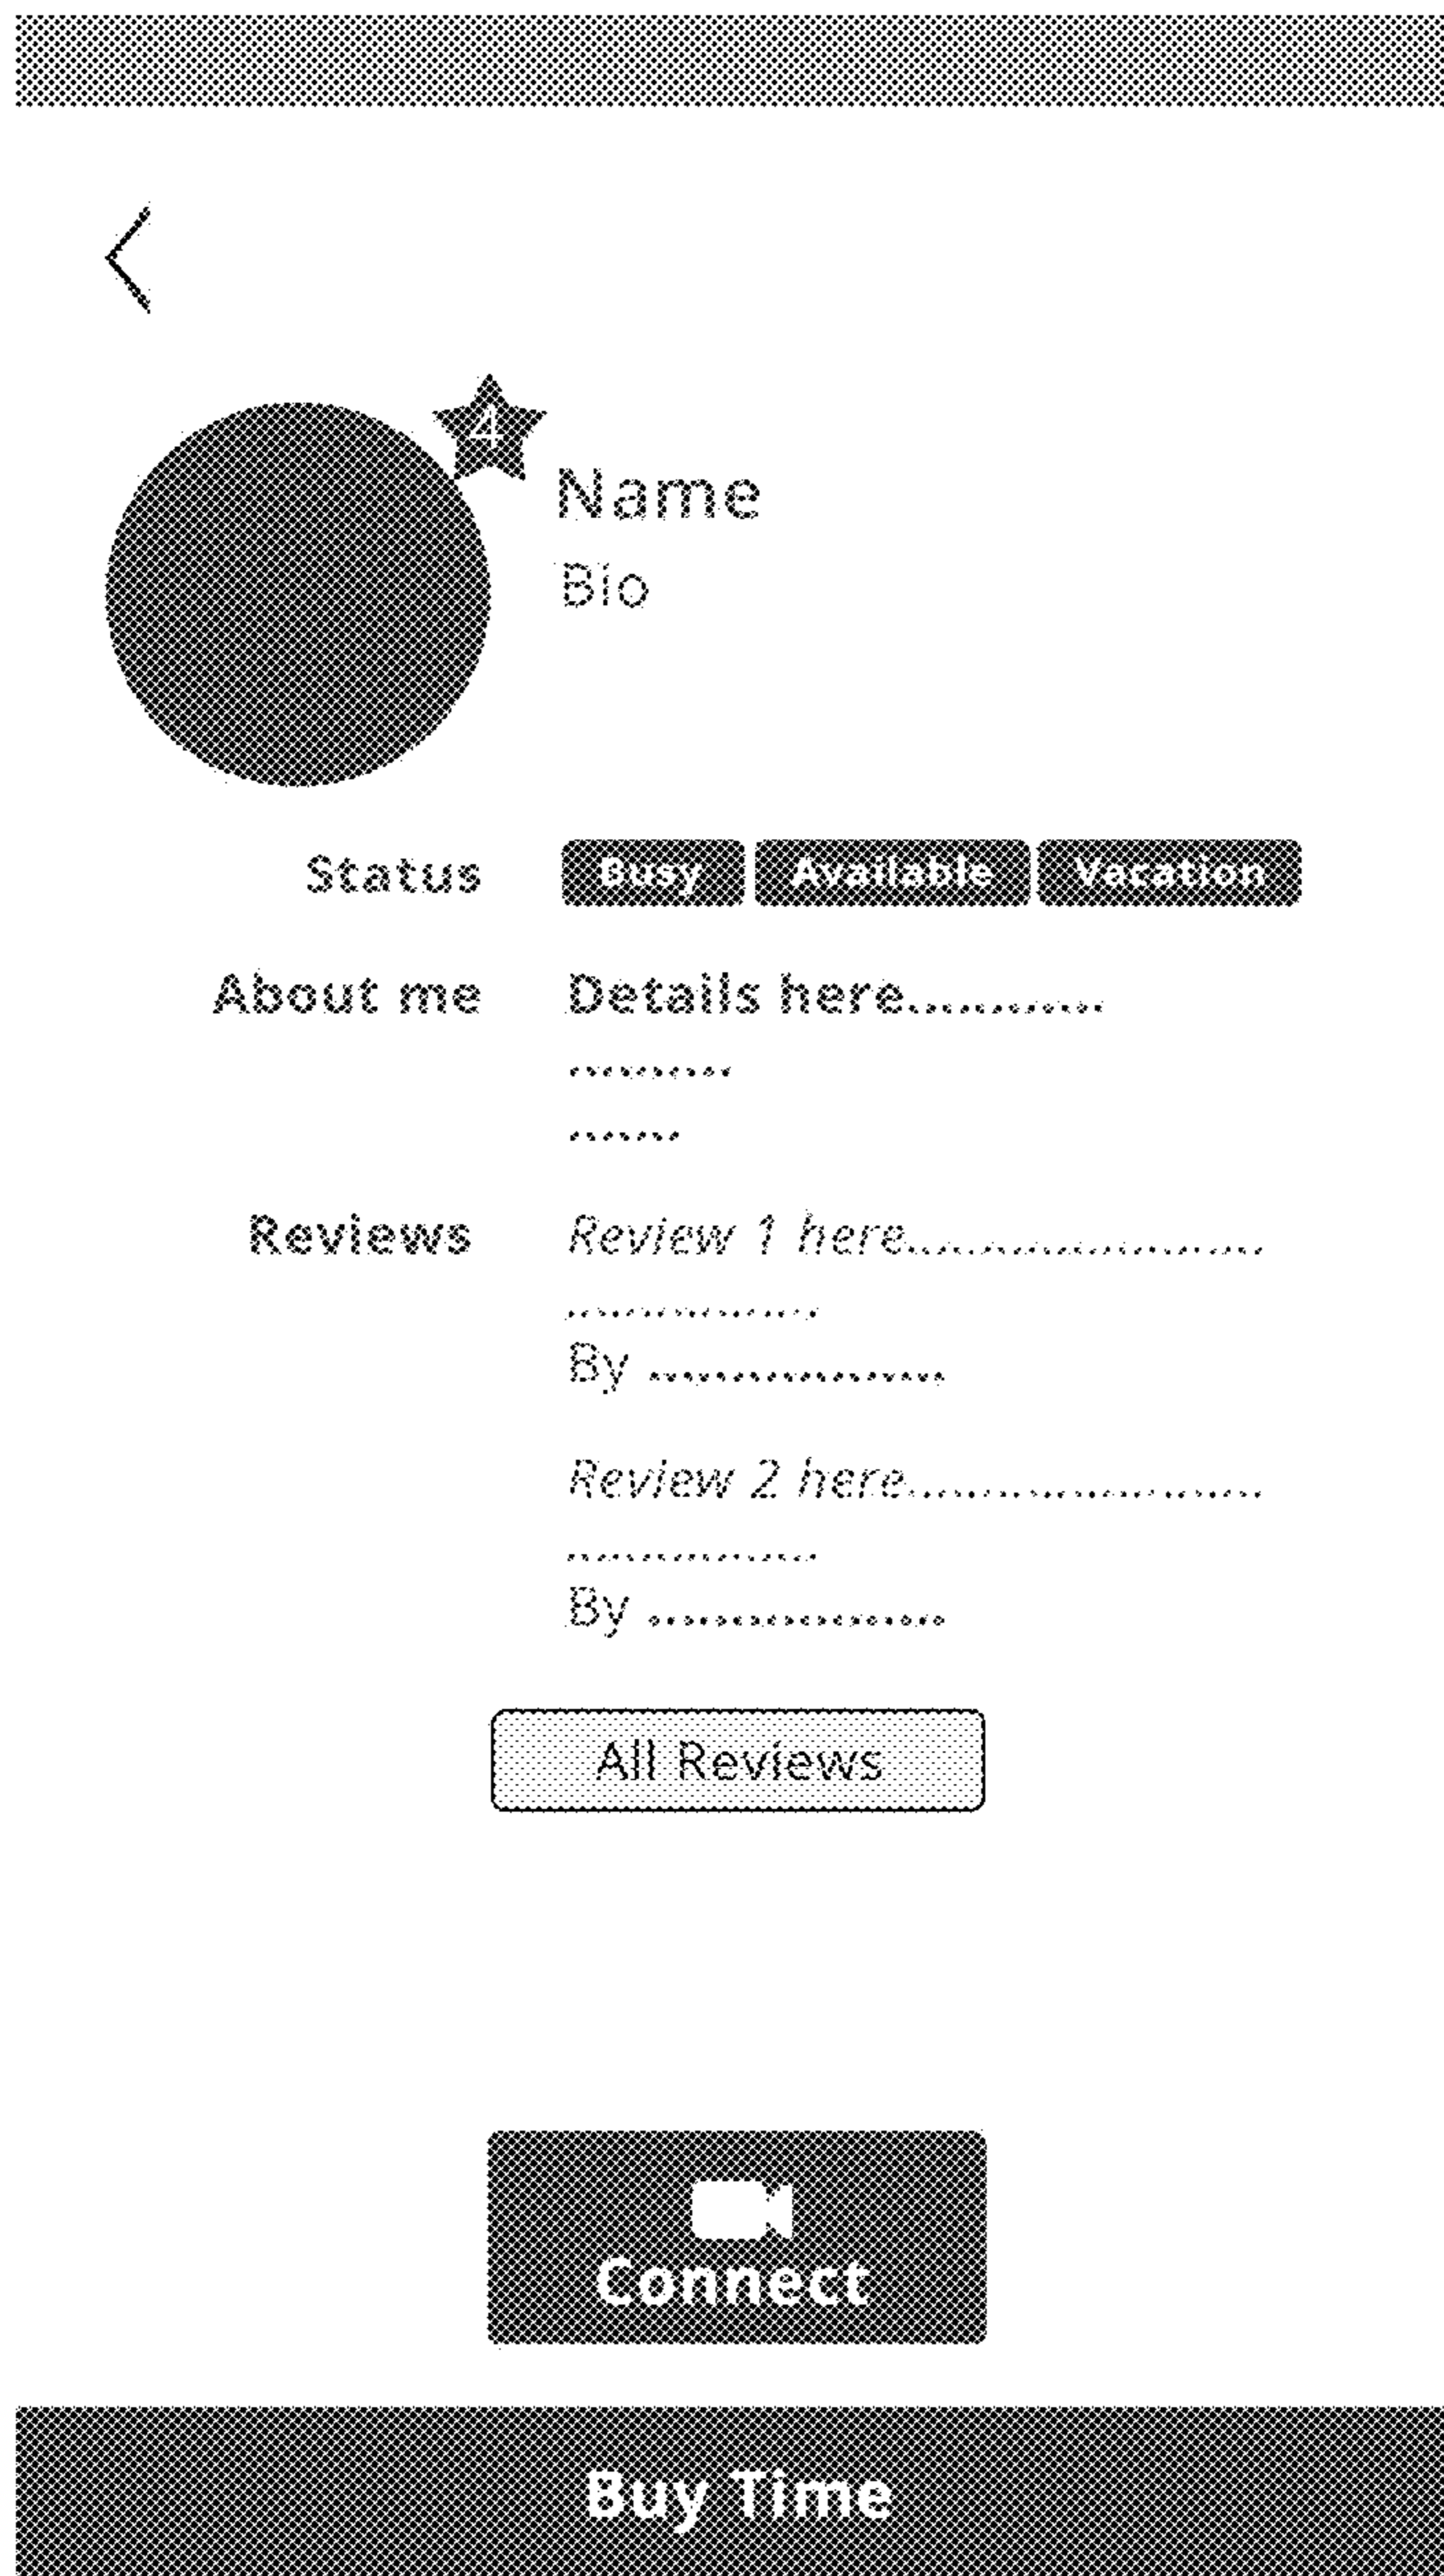 4
Name
Bio
Status Busy Available Vacation
About me Details here............
..........
.......
Reviews Review 1 here........................
................
By ..................
Review 2 here........................
................
By ..................
All Reviews
Connect
Buy Time